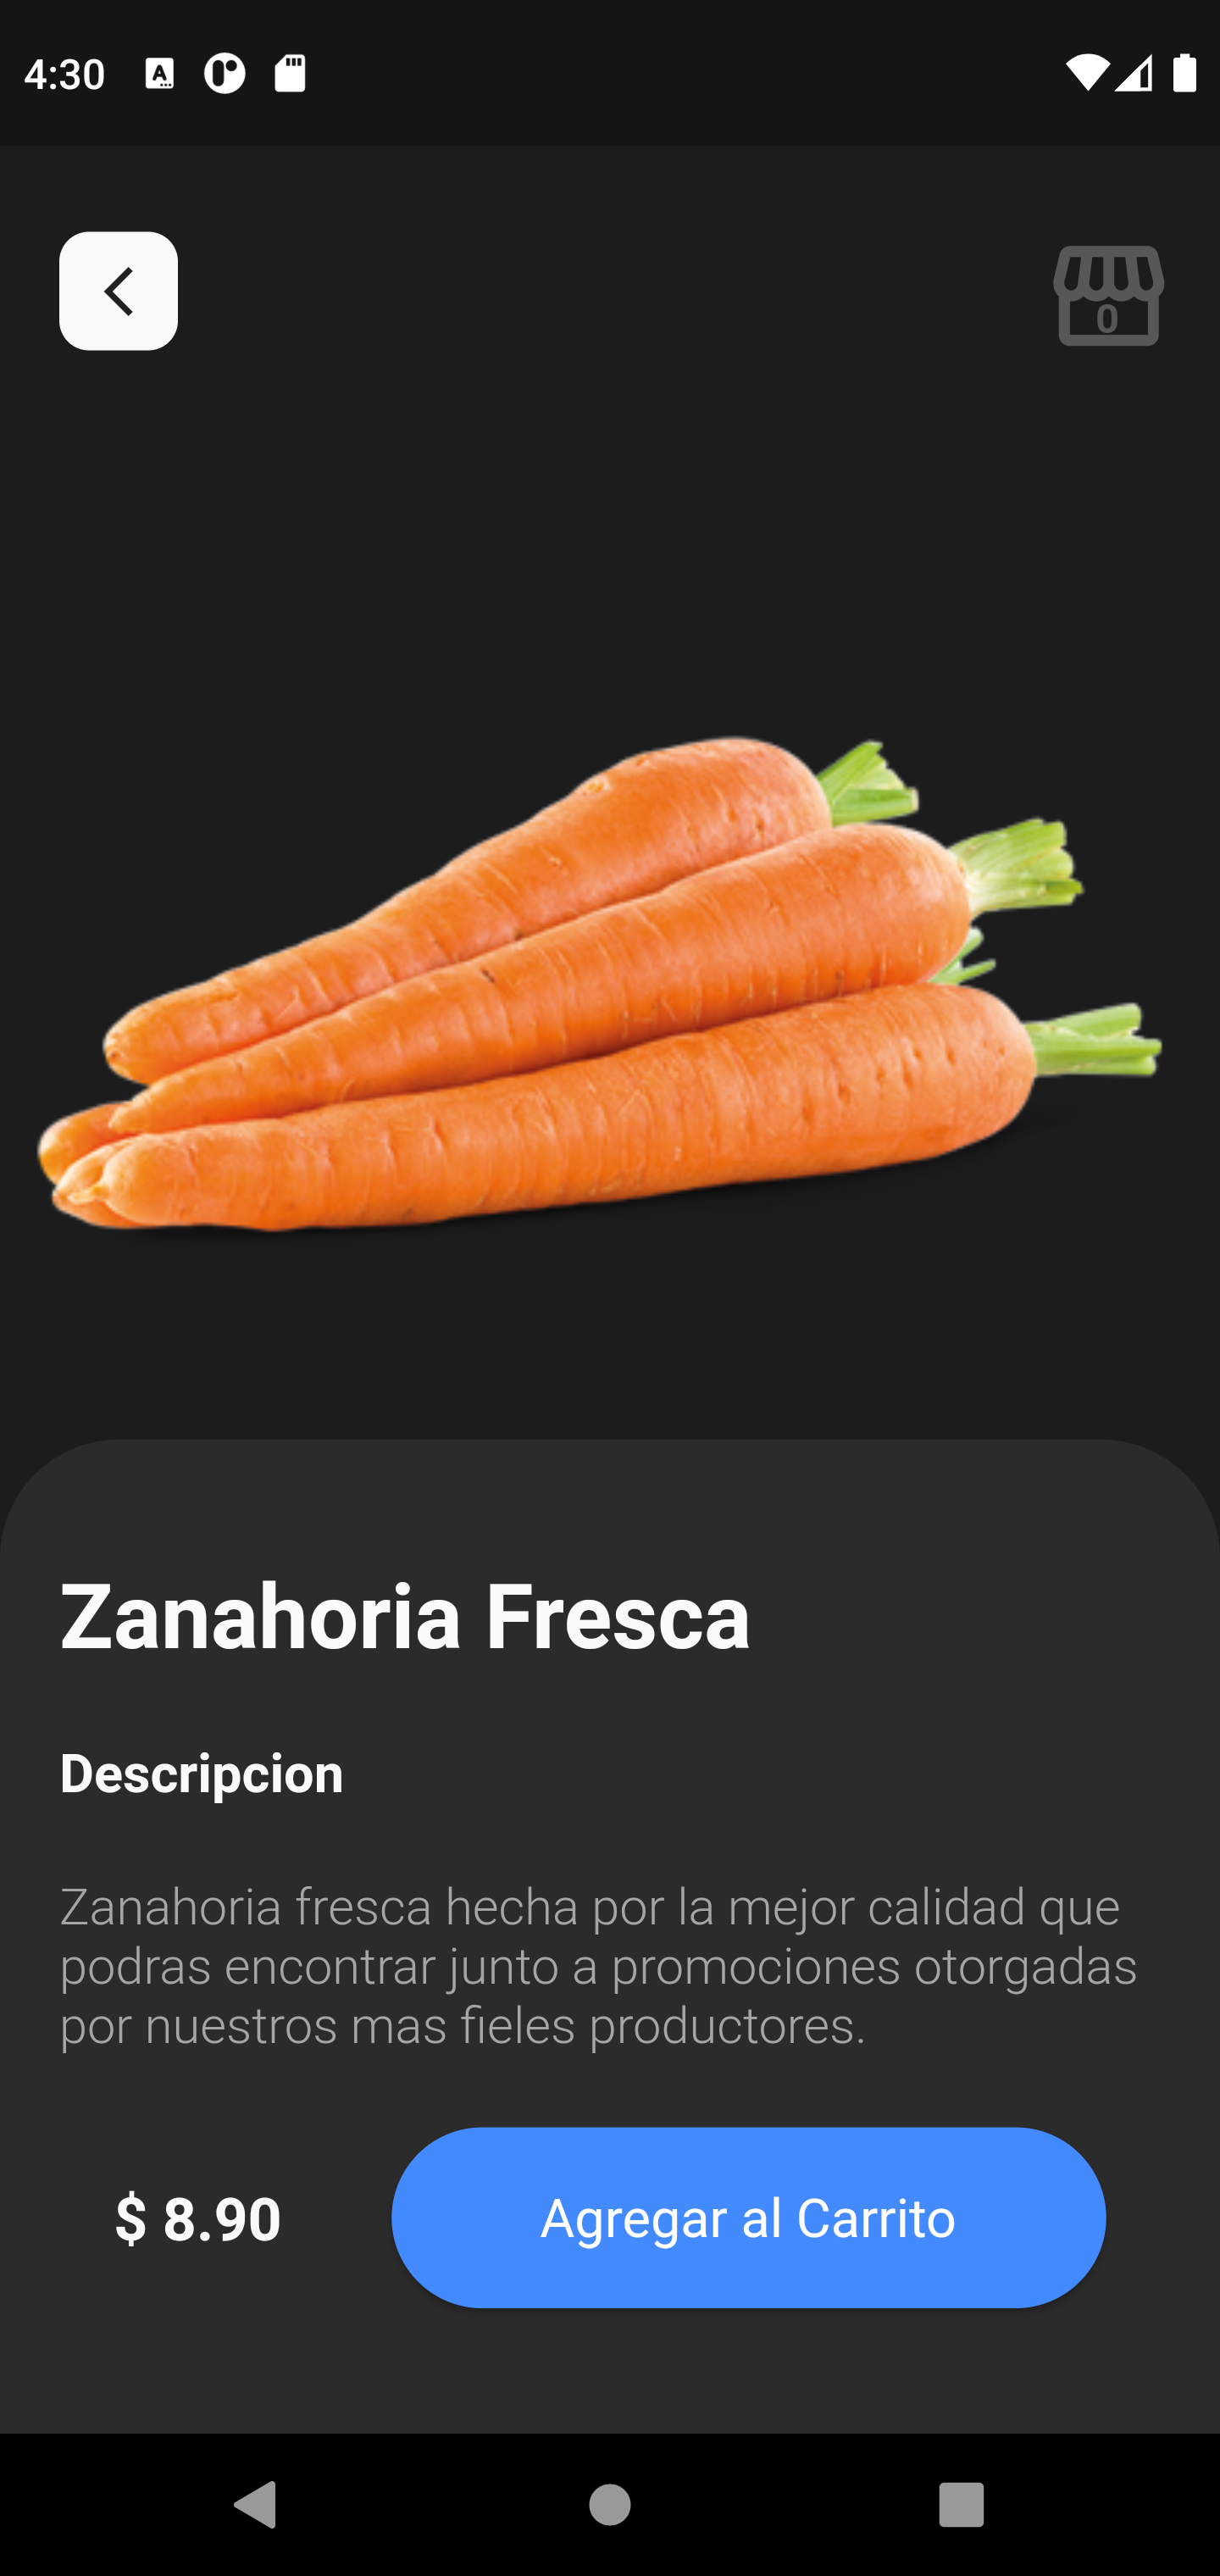 4:30
0
Zanahoria Fresca
Descripcion
Zanahoria fresca hecha por la mejor calidad que
podras encontrar junto a promociones otorgadas
por nuestros mas fieles productores.
$ 8.90
Agregar al Carrito